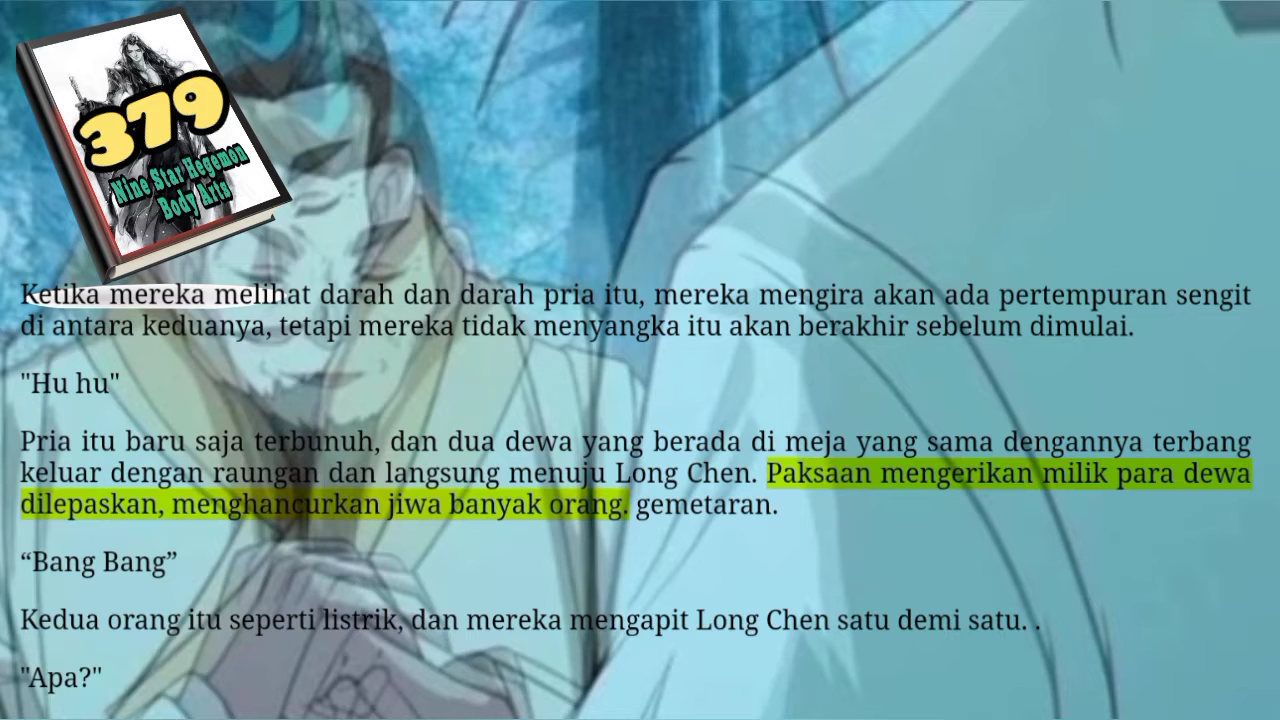 379
Nine Star Hegemon
Body Arts
Ketika mereka melihat darah dan darah pria itu, mereka mengira akan ada pertempuran sengit
di antara keduanya, tetapi mereka tidak menyangka itu akan berakhir sebelum dimulai.
"Hu hu"
Pria itu baru saja terbunuh, dan dua dewa yang berada di meja yang sama dengannya terbang
keluar dengan raungan dan langsung menuju Long Chen. Paksaan mengerikan milik para dewa
dilepaskan, menghancurkan jiwa banyak orang. gemetaran.
“Bang Bang”
Kedua orang itu seperti listrik, dan mereka mengapit Long Chen satu demi satu. .
"Apa?"